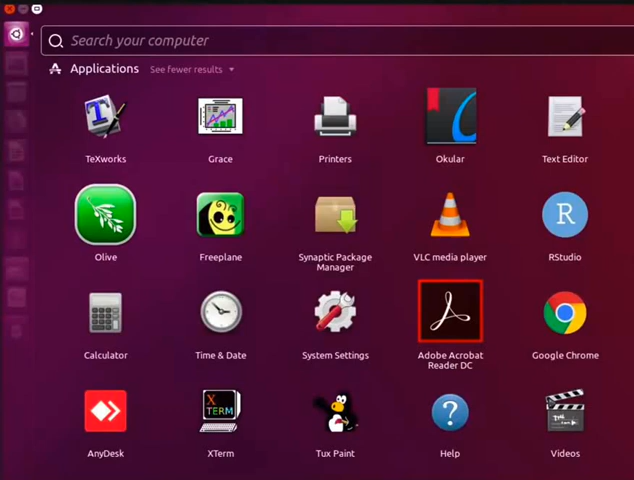 Search your computer
Applications See fewer results
TeXworks Grace Printers Okular Text Editor
Olive Freeplane Synaptic Package Manager VLC media player RStudio
Calculator Time & Date System Settings Adobe Acrobat Reader DC Google Chrome
X
TERM
AnyDesk XTerm Tux Paint Help Videos